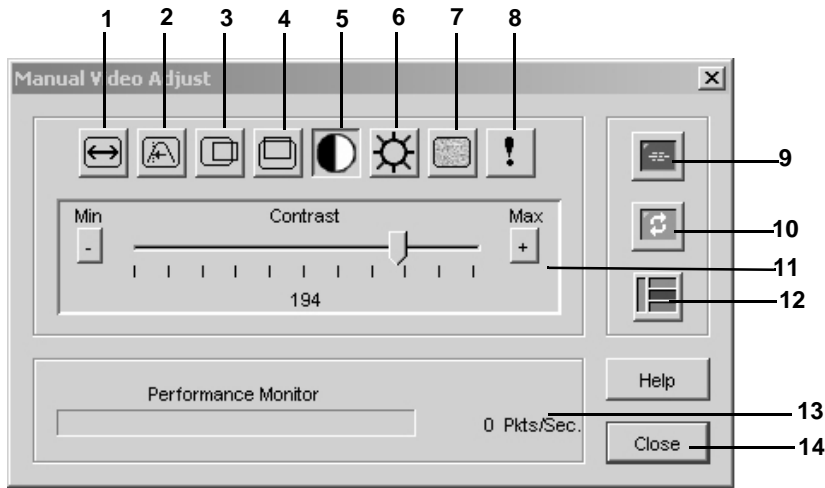 1 2 3 4 5 6 7 8
Manual Video Adjust
9
Min Contrast Max
- +
10
11
194
12
Help
Performance Monitor
13
0 Pkts/Sec.
Close
14